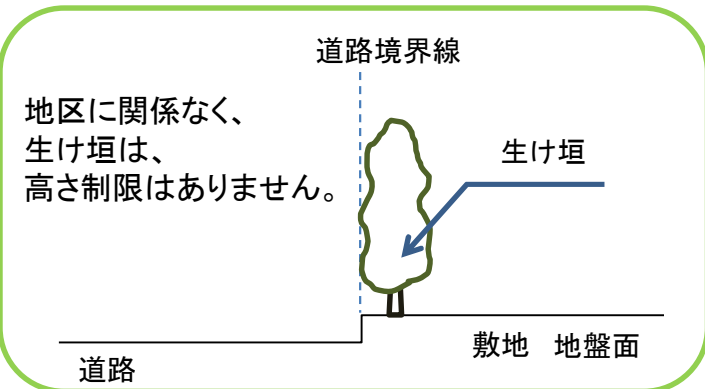 道路境界線
地区に関係なく、
生け垣は、
高さ制限はありません。
生け垣
敷地 地盤面
道路